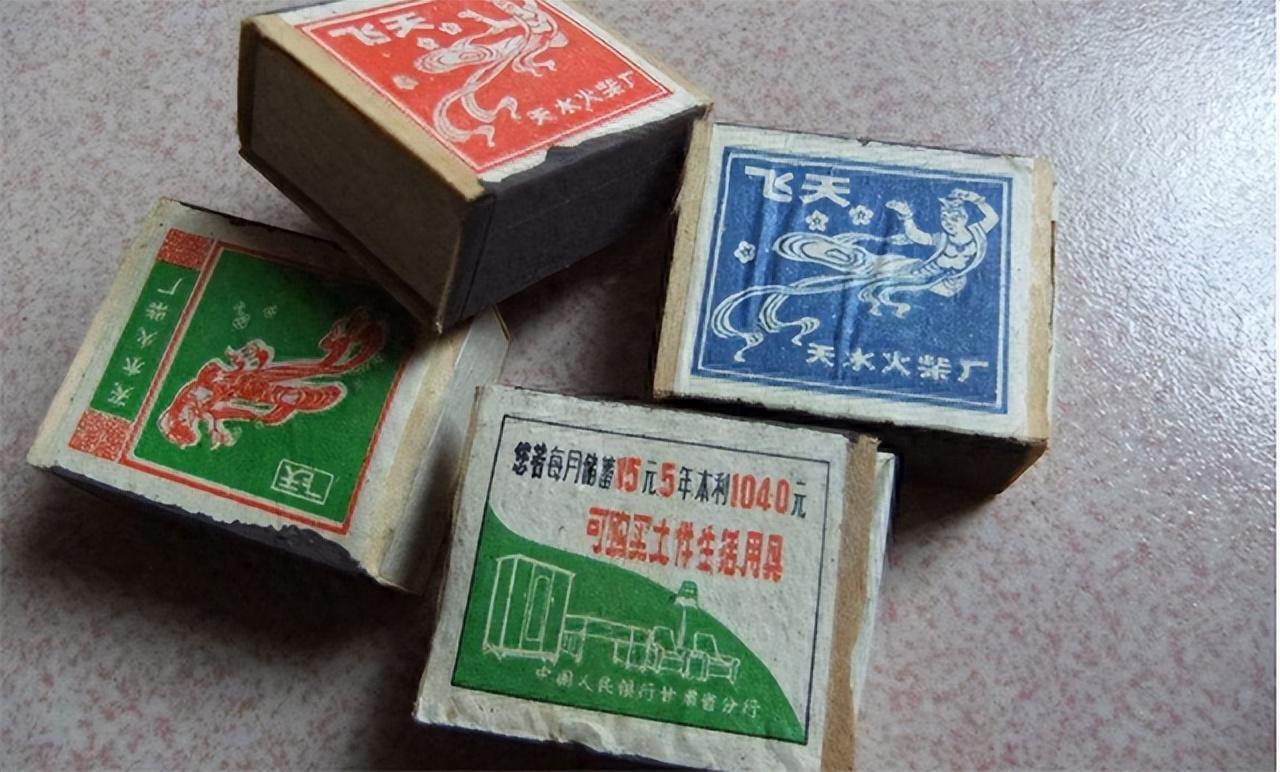 飞天
天水火柴厂
飞天
天水火柴厂
天水火柴厂
飞天
您若每月储蓄15元5年本利1040元
可购买土件生活用具
中国人民银行甘肃省分行